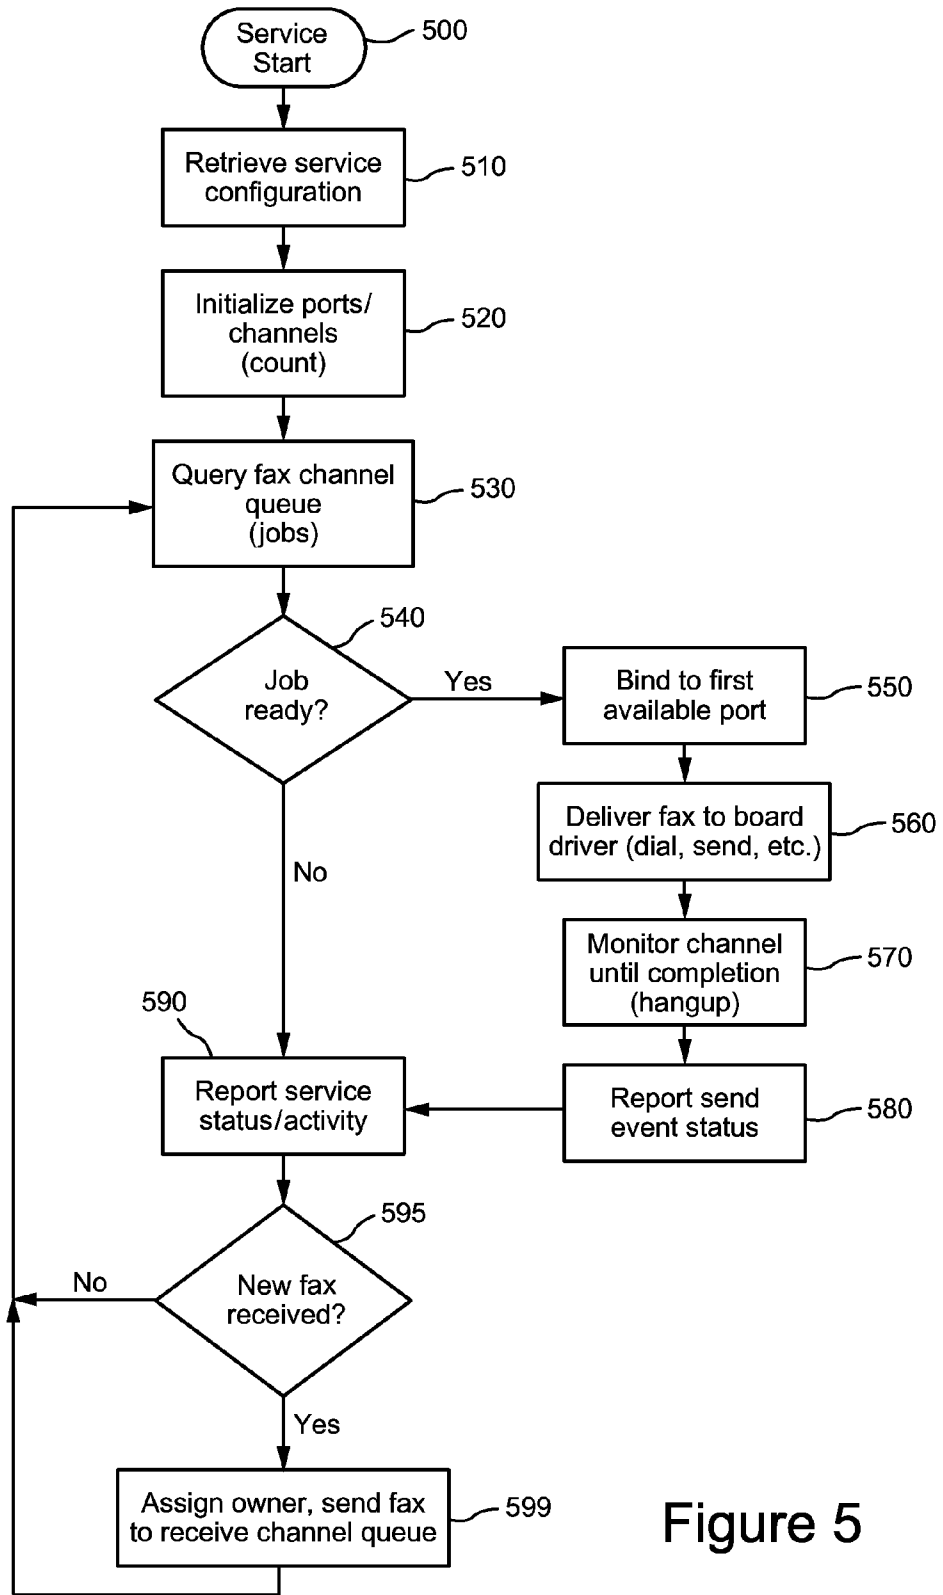 Service
Start
500
Retrieve service
configuration
510
Initialize ports/
channels
(count)
520
Query fax channel
queue
(jobs)
530
540
Job
ready?
Yes
Bind to first
available port
550
Deliver fax to board
driver (dial, send, etc.)
560
No
Monitor channel
until completion
(hangup)
570
590
Report service
status/activity
Report send
event status
580
595
New fax
received?
No
Yes
Assign owner, send fax
to receive channel queue
599
Figure 5